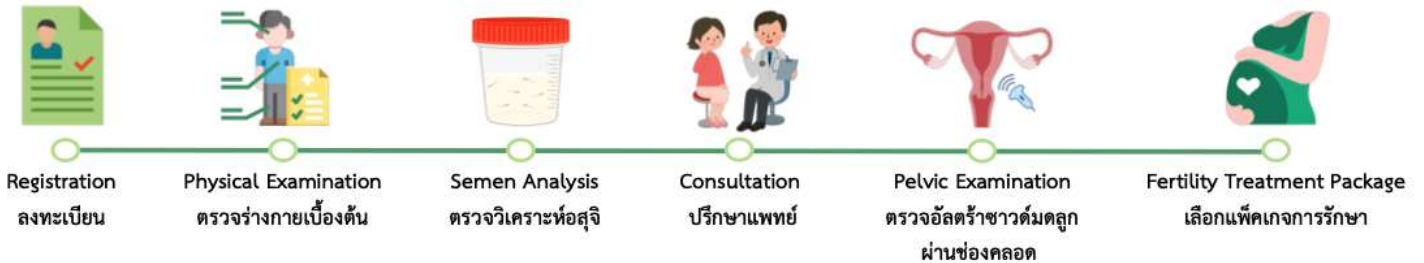 Registration
ลงทะเบียน
Physical Examination
ตรวจร่างกายเบื้องต้น
Semen Analysis
ตรวจวิเคราะห์อสุจิ
Consultation
ปรึกษาแพทย์
Pelvic Examination
ตรวจอัลตร้าซาวด์มดลูก
ผ่านช่องคลอด
Fertility Treatment Package
เลือกแพ็คเกจการรักษา